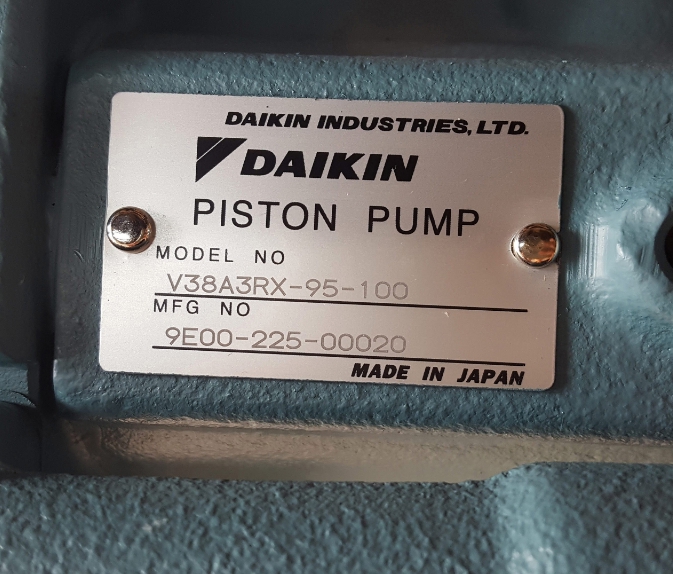 DAIKIN INDUSTRIES, LTD.
DAIKIN
PISTON PUMP
MODEL NO
V38A3RX-95-100
MFG NO
9E00-225-00020
MADE IN JAPAN